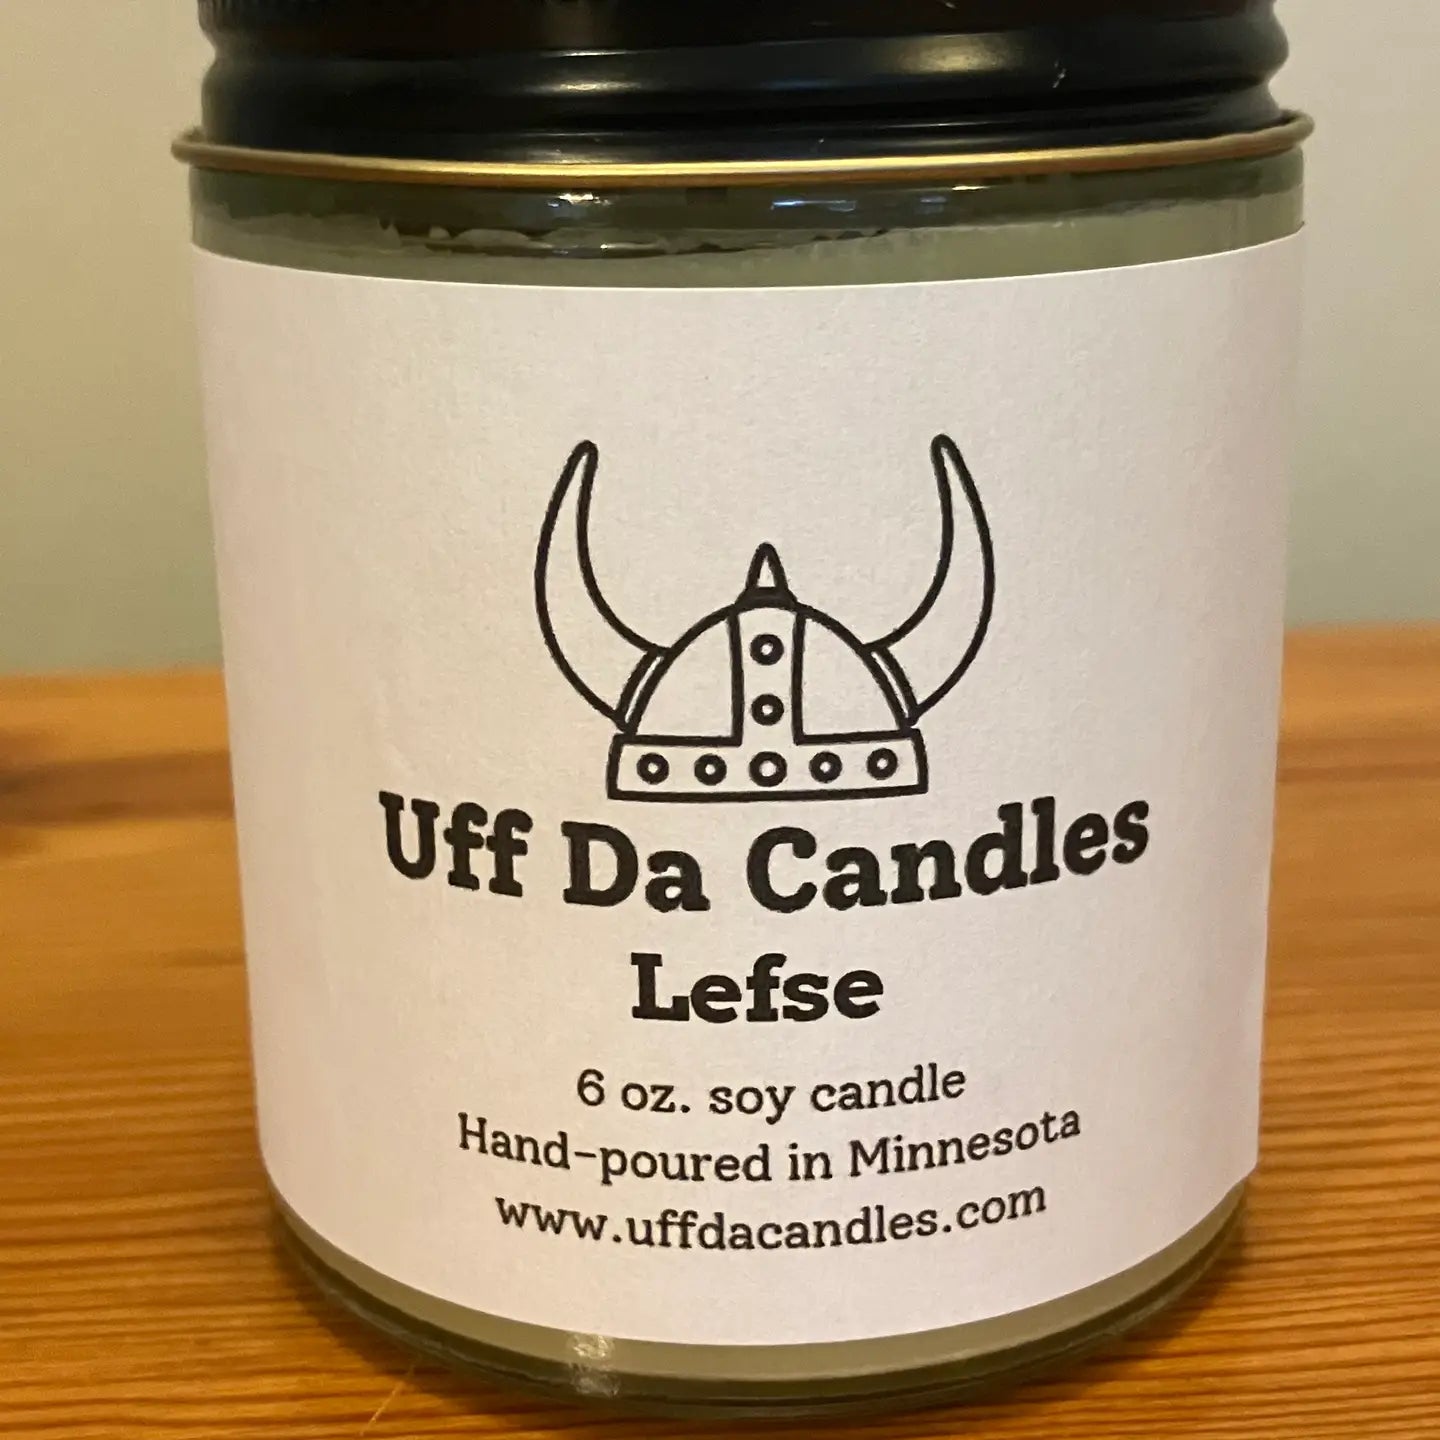 Uff Da Candles
Lefse
6 oz. soy candle
Hand-poured in Minnesota
www.uffdacandles.com